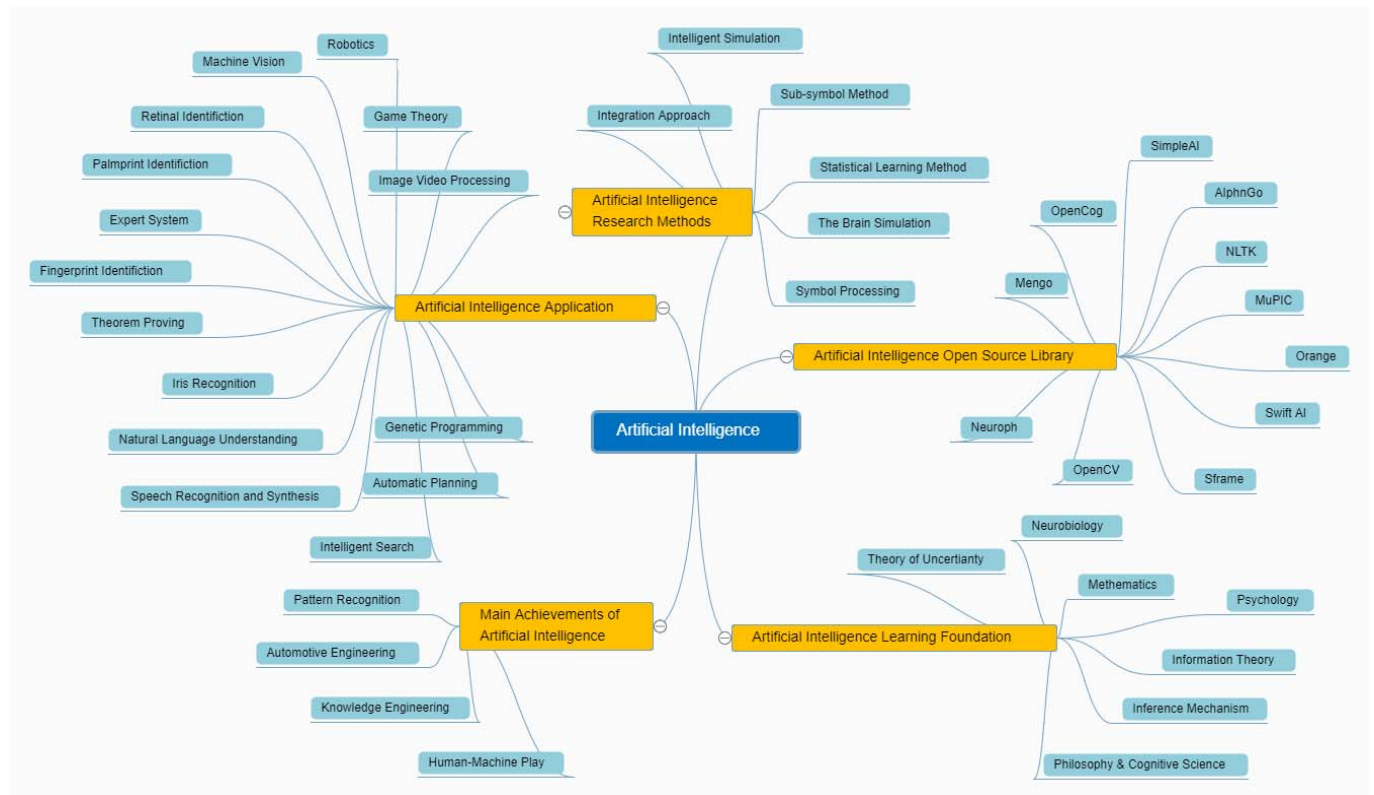 Robotics
Machine Vision
Retinal Identifiction
Game Theory
Palmprint Identifiction
Image Video Processing
Expert System
Fingerprint Identifiction
Artificial Intelligence Application
Theorem Proving
Iris Recognition
Natural Language Understanding
Genetic Programming
Speech Recognition and Synthesis
Automatic Planning
Intelligent Search
Intelligent Simulation
Sub-symbol Method
Integration Approach
Statistical Learning Method
Artificial Intelligence
Research Methods
The Brain Simulation
Symbol Processing
SimpleAI
AlphnGo
OpenCog
NLTK
Mengo
MuPIC
Artificial Intelligence Open Source Library
Orange
Swift AI
Neuroph
OpenCV
Sframe
Artificial Intelligence
Neurobiology
Theory of Uncertianty
Methematics
Psychology
Artificial Intelligence Learning Foundation
Information Theory
Inference Mechanism
Philosophy & Cognitive Science
Pattern Recognition
Main Achievements of
Artificial Intelligence
Automotive Engineering
Knowledge Engineering
Human-Machine Play